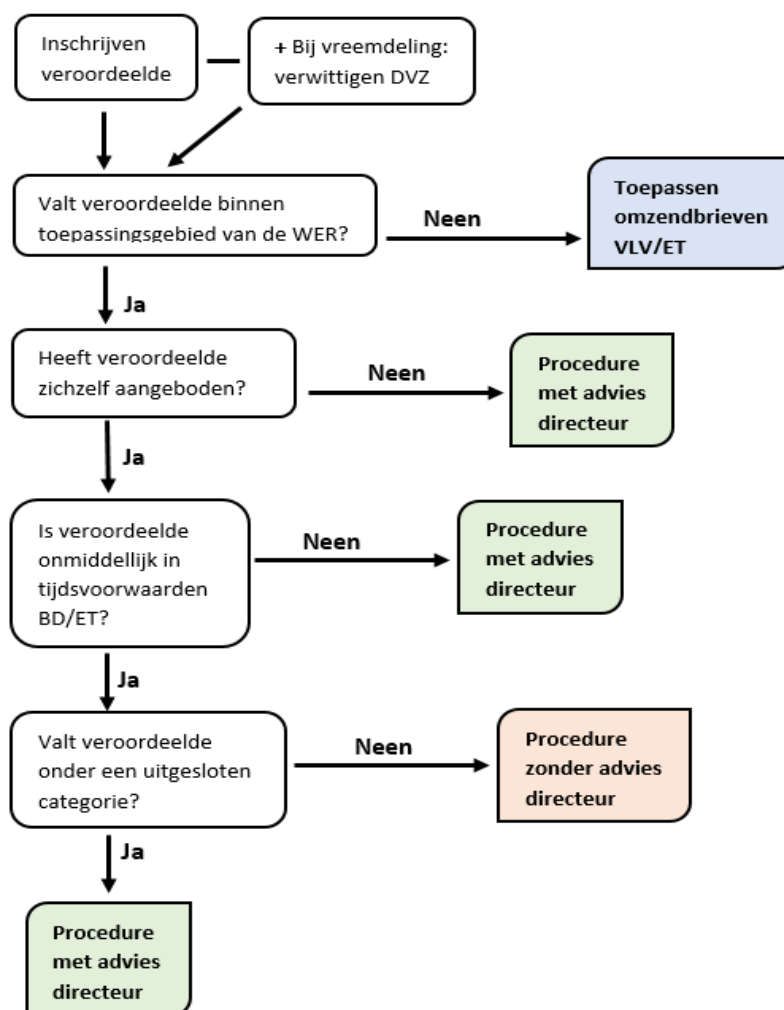 Inschrijven
veroordeelde
+ Bij vreemdeling:
verwittigen DVZ
Valt veroordeelde binnen
toepassingsgebied van de WER?
Neen
Toepassen
omzendbrieven
VLV/ET
Ja
Heeft veroordeelde
zichzelf aangeboden?
Neen
Procedure
met advies
directeur
Ja
Is veroordeelde
onmiddellijk in
tijdsvoorwaarden
BD/ET?
Neen
Procedure
met advies
directeur
Ja
Valt veroordeelde
onder een uitgesloten
categorie?
Neen
Procedure
zonder advies
directeur
Ja
Procedure
met advies
directeur